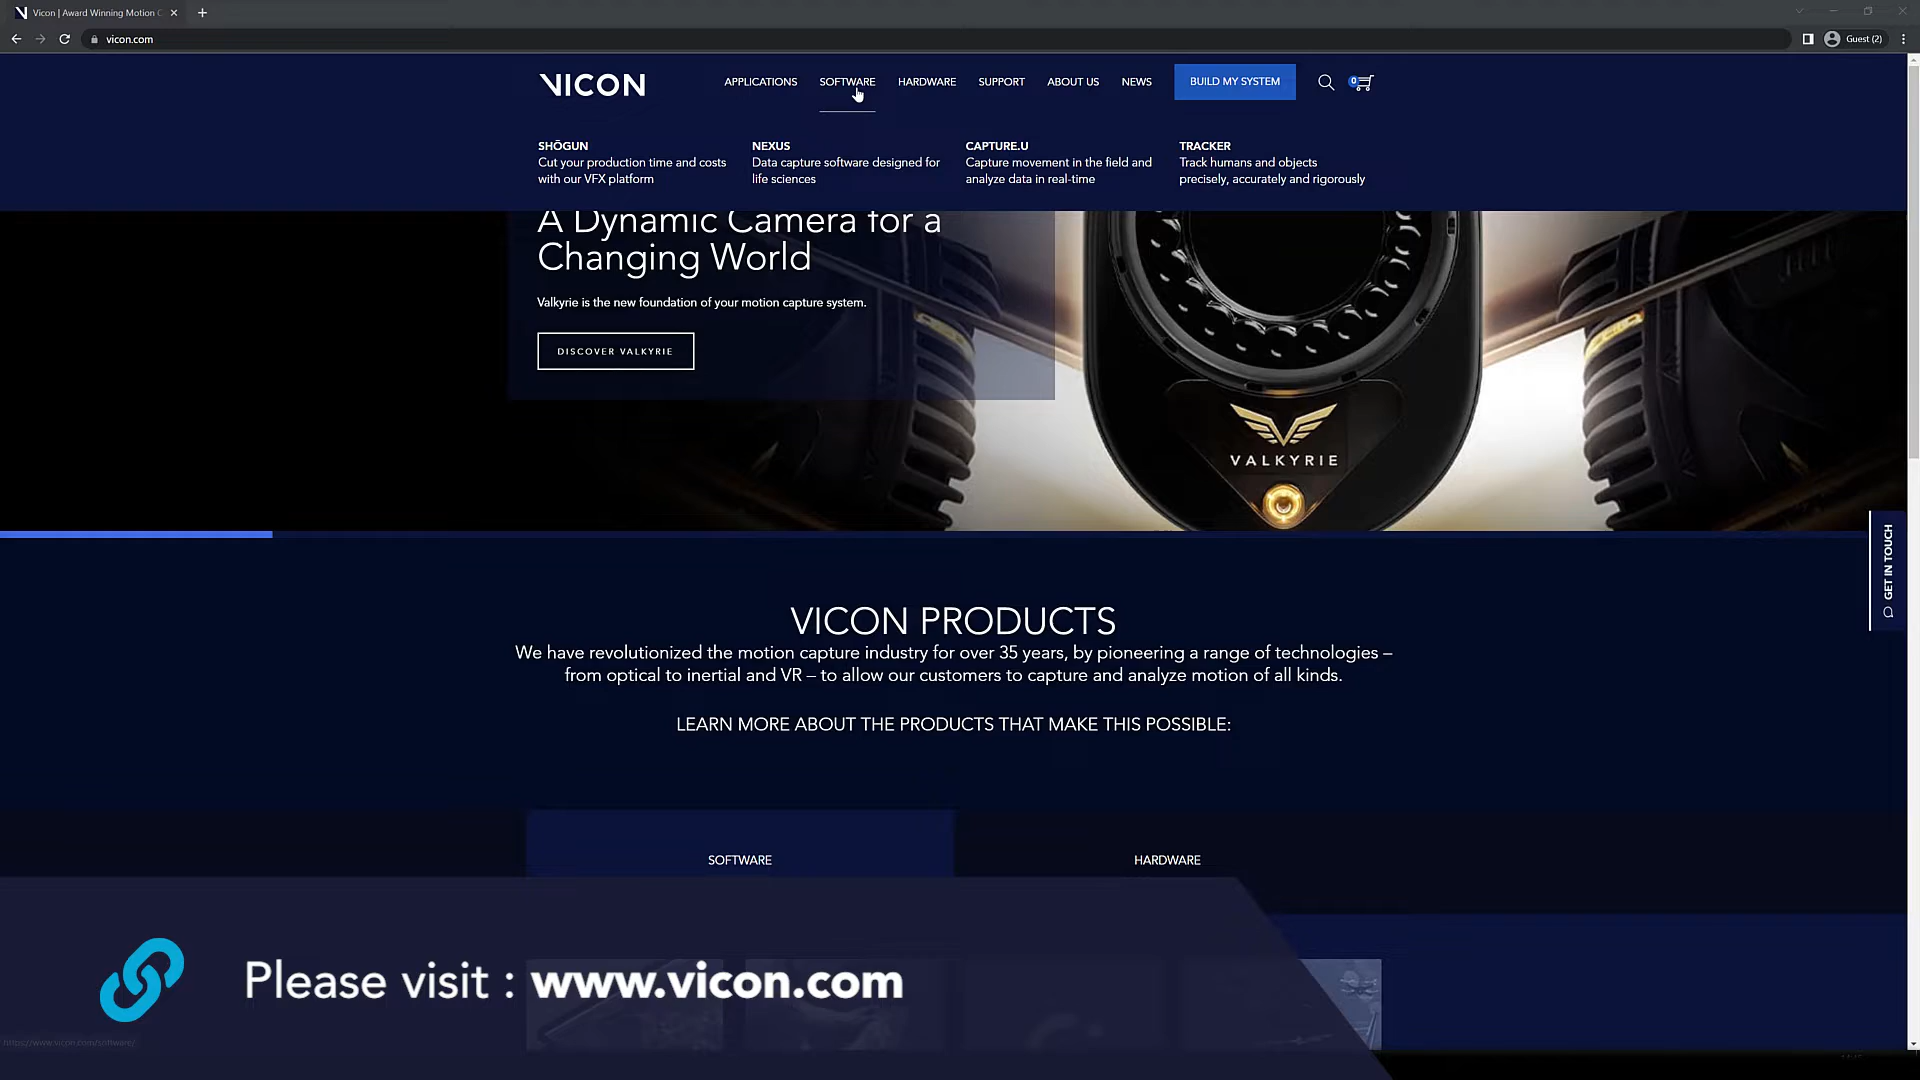 Vicon | Award Winning Motion C
vicon.com
Guest (2)
VICON
APPLICATIONS
SOFTWARE
HARDWARE
SUPPORT
ABOUT US
NEWS
BUILD MY SYSTEM
0
SHŌGUN
Cut your production time and costs
with our VFX platform
NEXUS
Data capture software designed for
life sciences
CAPTURE.U
Capture movement in the field and
analyze data in real-time
TRACKER
Track humans and objects
precisely, accurately and rigorously
A Dynamic Camera for a
Changing World
Valkyrie is the new foundation of your motion capture system.
DISCOVER VALKYRIE
VALKYRIE
GET IN TOUCH
VICON PRODUCTS
We have revolutionized the motion capture industry for over 35 years, by pioneering a range of technologies –
from optical to inertial and VR – to allow our customers to capture and analyze motion of all kinds.
LEARN MORE ABOUT THE PRODUCTS THAT MAKE THIS POSSIBLE:
SOFTWARE
HARDWARE
Please visit : www.vicon.com
https://www.vicon.com/software/